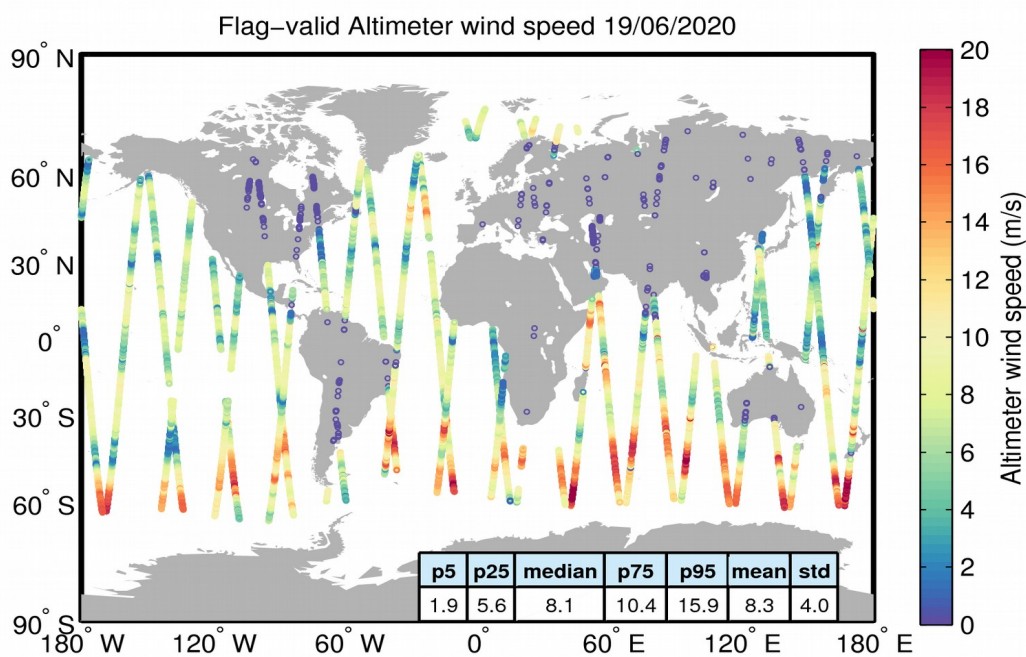 Flag−valid Altimeter wind speed 19/06/2020
90° N
60° N
30° N
0°
30° S
60° S
90° S
180° W
120° W
60° W
0°
60° E
120° E
180° E
p5 p25 median p75 p95 mean std
1.9 5.6 8.1 10.4 15.9 8.3 4.0
20
18
16
14
12
10
8
6
4
2
0
Altimeter wind speed (m/s)